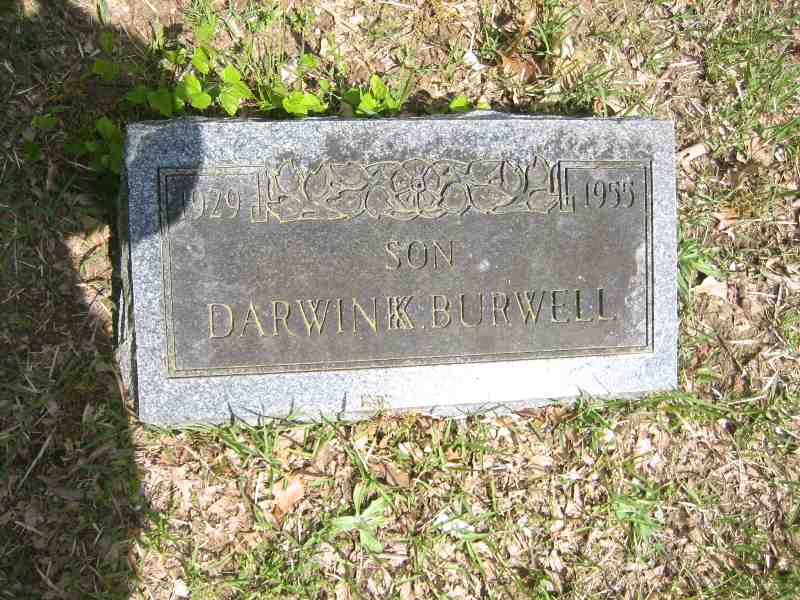 1929 1955
SON
DARWIN K. BURWELL